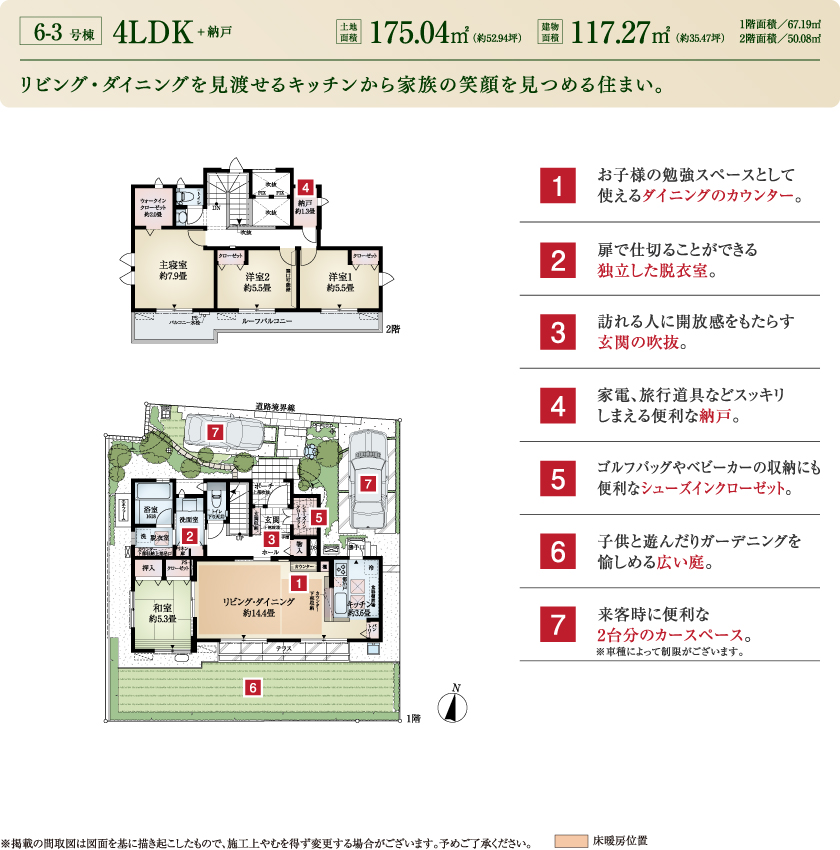 6-3 号棟 4LDK +納戸
土地面積 175.04㎡(約52.94坪)
建物面積 117.27㎡(約35.47坪)
1階面積／67.19㎡
2階面積／50.08㎡
リビング・ダイニングを見渡せるキッチンから家族の笑顔を見つめる住まい。
ウォークイン
クローゼット
約2.0畳
トイレ
DN
吹抜
FIX FIX
吹抜
吹抜
4
納戸
約1.3畳
主寝室
約7.9畳
クローゼット
洋室2
約5.5畳
クローゼット
洋室1
約5.5畳
バルコニー水栓
ルーフバルコニー
2階
1
お子様の勉強スペースとして
使えるダイニングのカウンター。
2
扉で仕切ることができる
独立した脱衣室。
3
訪れる人に開放感をもたらす
玄関の吹抜。
4
家電、旅行道具などスッキリ
しまえる便利な納戸。
5
ゴルフバッグやベビーカーの収納にも
便利なシューズインクローゼット。
6
子供と遊んだりガーデニングを
愉しめる広い庭。
7
来客時に便利な
2台分のカースペース。
※車種によって制限がございます。
道路境界線
7
7
浴室
洗面室
トイレ
ポーチ
玄関
5
洗
脱衣室
2
3
ホール
物入
押入
クローゼット
カウンター
1
冷
和室
約5.3畳
リビング・ダイニング
約14.4畳
キッチン
約3.6畳
パントリー
テラス
6
N
1階
※掲載の間取図は図面を基に描き起こしたもので、施工上やむを得ず変更する場合がございます。予めご了承ください。
床暖房位置